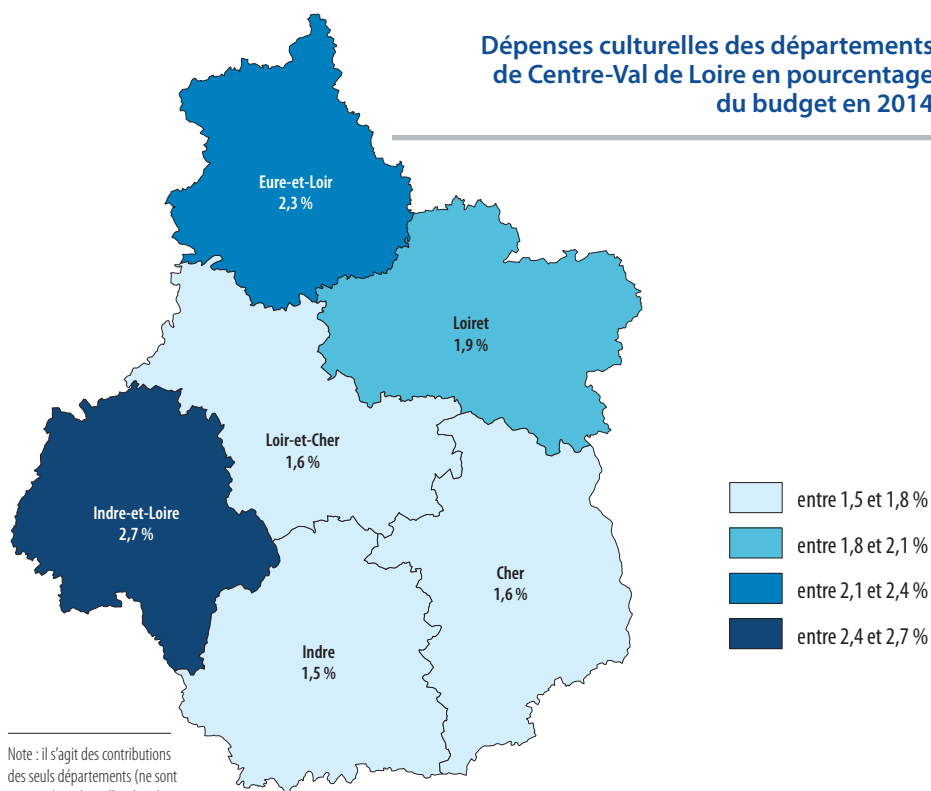 Dépenses culturelles des départements
de Centre-Val de Loire en pourcentage
du budget en 2014
Eure-et-Loir
2,3 %
Loiret
1,9 %
Loir-et-Cher
1,6 %
Indre-et-Loire
2,7 %
Cher
1,6 %
Indre
1,5 %
entre 1,5 et 1,8 %
entre 1,8 et 2,1 %
entre 2,1 et 2,4 %
entre 2,4 et 2,7 %
Note : il s'agit des contributions
des seuls départements (ne sont